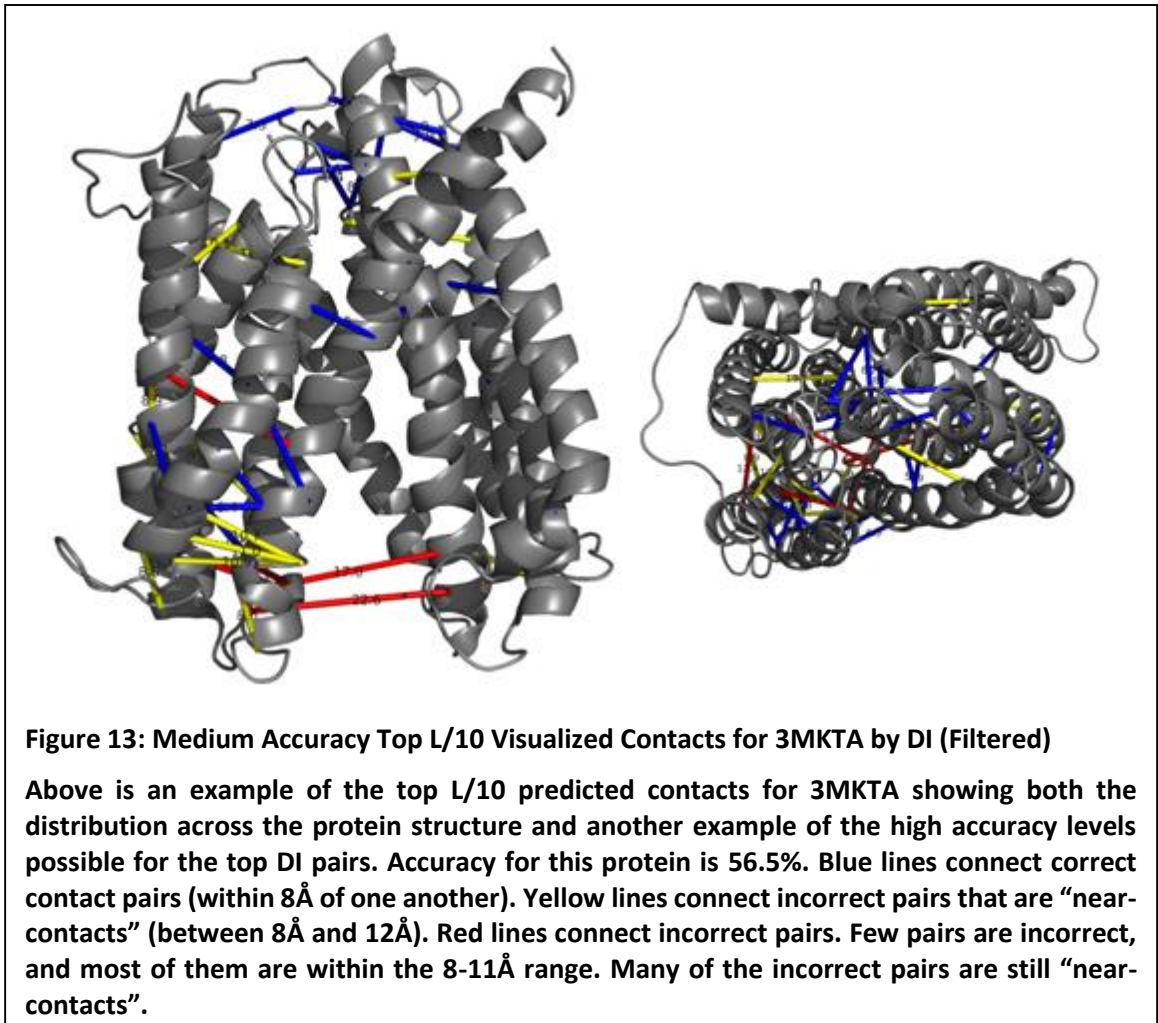 17.0
22.6
Figure 13: Medium Accuracy Top L/10 Visualized Contacts for 3MKTA by DI (Filtered)
Above is an example of the top L/10 predicted contacts for 3MKTA showing both the
distribution across the protein structure and another example of the high accuracy levels
possible for the top DI pairs. Accuracy for this protein is 56.5%. Blue lines connect correct
contact pairs (within 8Å of one another). Yellow lines connect incorrect pairs that are “near-
contacts” (between 8Å and 12Å). Red lines connect incorrect pairs. Few pairs are incorrect,
and most of them are within the 8-11Å range. Many of the incorrect pairs are still “near-
contacts”.